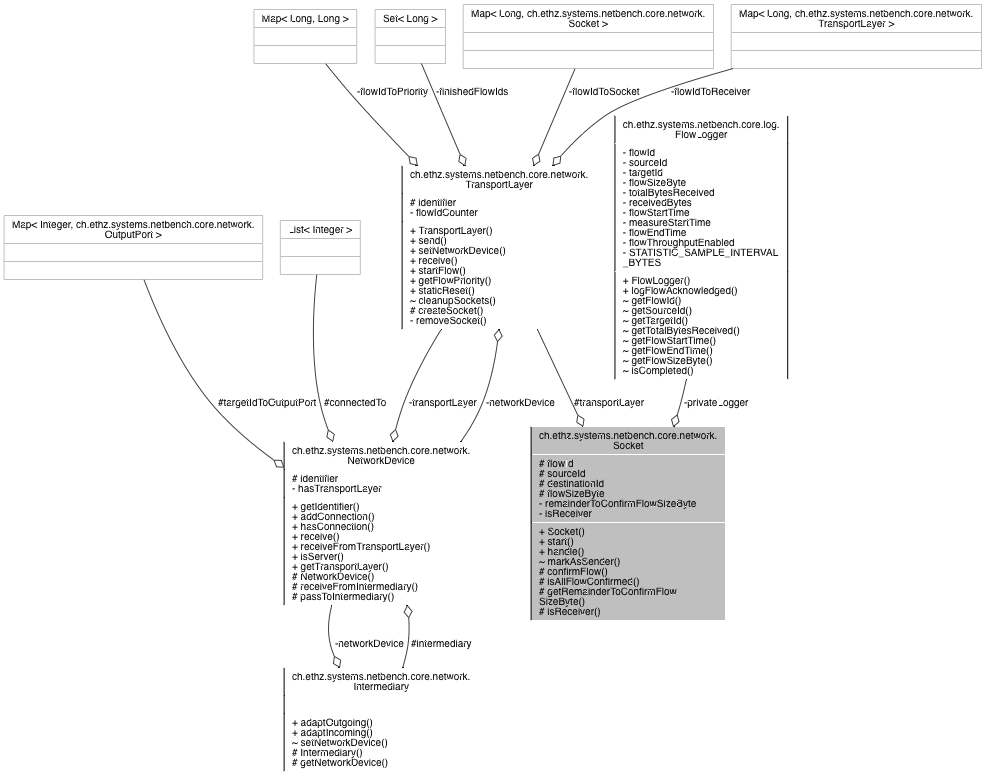 Map< Long, Long >
Set< Long >
Map< Long, ch.ethz.systems.netbench.core.network.
Socket >
Map< Long, ch.ethz.systems.netbench.core.network.
TransportLayer >
-flowIdToPriority
-finishedFlowIds
-flowIdToSocket
-flowIdToReceiver
ch.ethz.systems.netbench.core.log.
FlowLogger
- flowId
- sourceId
- targetId
- flowSizeByte
- totalBytesReceived
- receivedBytes
- flowStartTime
- measureStartTime
- flowEndTime
- flowThroughputEnabled
- STATISTIC_SAMPLE_INTERVAL
_BYTES
+ FlowLogger()
+ logFlowAcknowledged()
~ getFlowId()
~ getSourceId()
~ getTargetId()
~ getTotalBytesReceived()
~ getFlowStartTime()
~ getFlowEndTime()
~ getFlowSizeByte()
~ isCompleted()
ch.ethz.systems.netbench.core.network.
TransportLayer
# identifier
- flowIdCounter
+ TransportLayer()
+ send()
+ setNetworkDevice()
+ receive()
+ startFlow()
+ getFlowPriority()
+ staticReset()
~ cleanupSockets()
# createSocket()
- removeSocket()
Map< Integer, ch.ethz.systems.netbench.core.network.
OutputPort >
List< Integer >
#targetIdToOutputPort
#connectedTo
-transportLayer
-networkDevice
#transportLayer
-privateLogger
ch.ethz.systems.netbench.core.network.
NetworkDevice
# identifier
- hasTransportLayer
+ getIdentifier()
+ addConnection()
+ hasConnection()
+ receive()
+ receiveFromTransportLayer()
+ isServer()
+ getTransportLayer()
# NetworkDevice()
# receiveFromIntermediary()
# passToIntermediary()
ch.ethz.systems.netbench.core.network.
Socket
# flowId
# sourceId
# destinationId
# flowSizeByte
- remainderToConfirmFlowSizeByte
- isReceiver
+ Socket()
+ start()
+ handle()
~ markAsSender()
# confirmFlow()
# isAllFlowConfirmed()
# getRemainderToConfirmFlow
SizeByte()
# isReceiver()
-networkDevice
#intermediary
ch.ethz.systems.netbench.core.network.
Intermediary
+ adaptOutgoing()
+ adaptIncoming()
~ setNetworkDevice()
# Intermediary()
# getNetworkDevice()